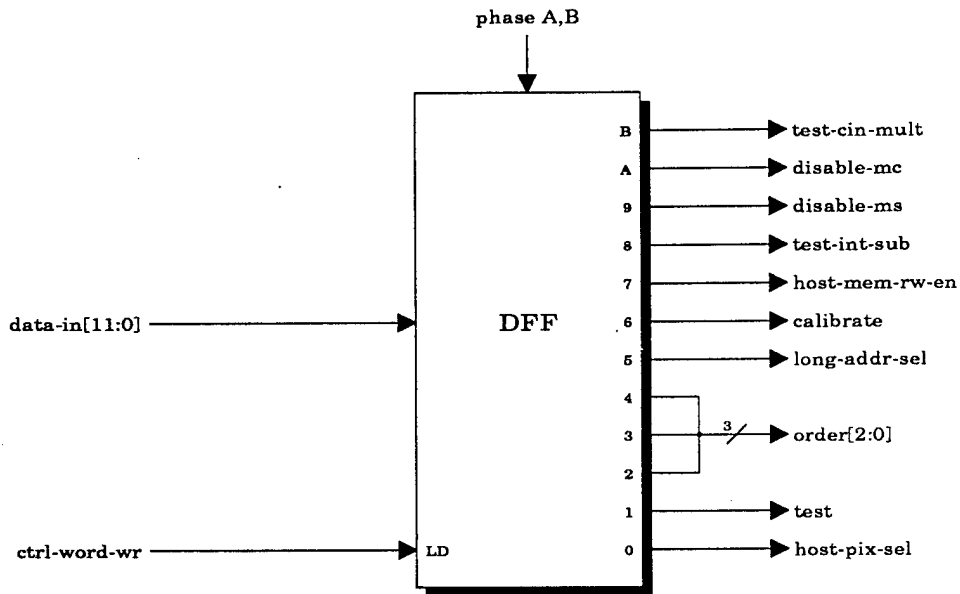 phase A,B
B test-cin-mult
A disable-mc
9 disable-ms
8 test-int-sub
7 host-mem-rw-en
data-in[11:0] DFF 6 calibrate
5 long-addr-sel
4
3 3 order[2:0]
2
1 test
ctrl-word-wr LD 0 host-pix-sel